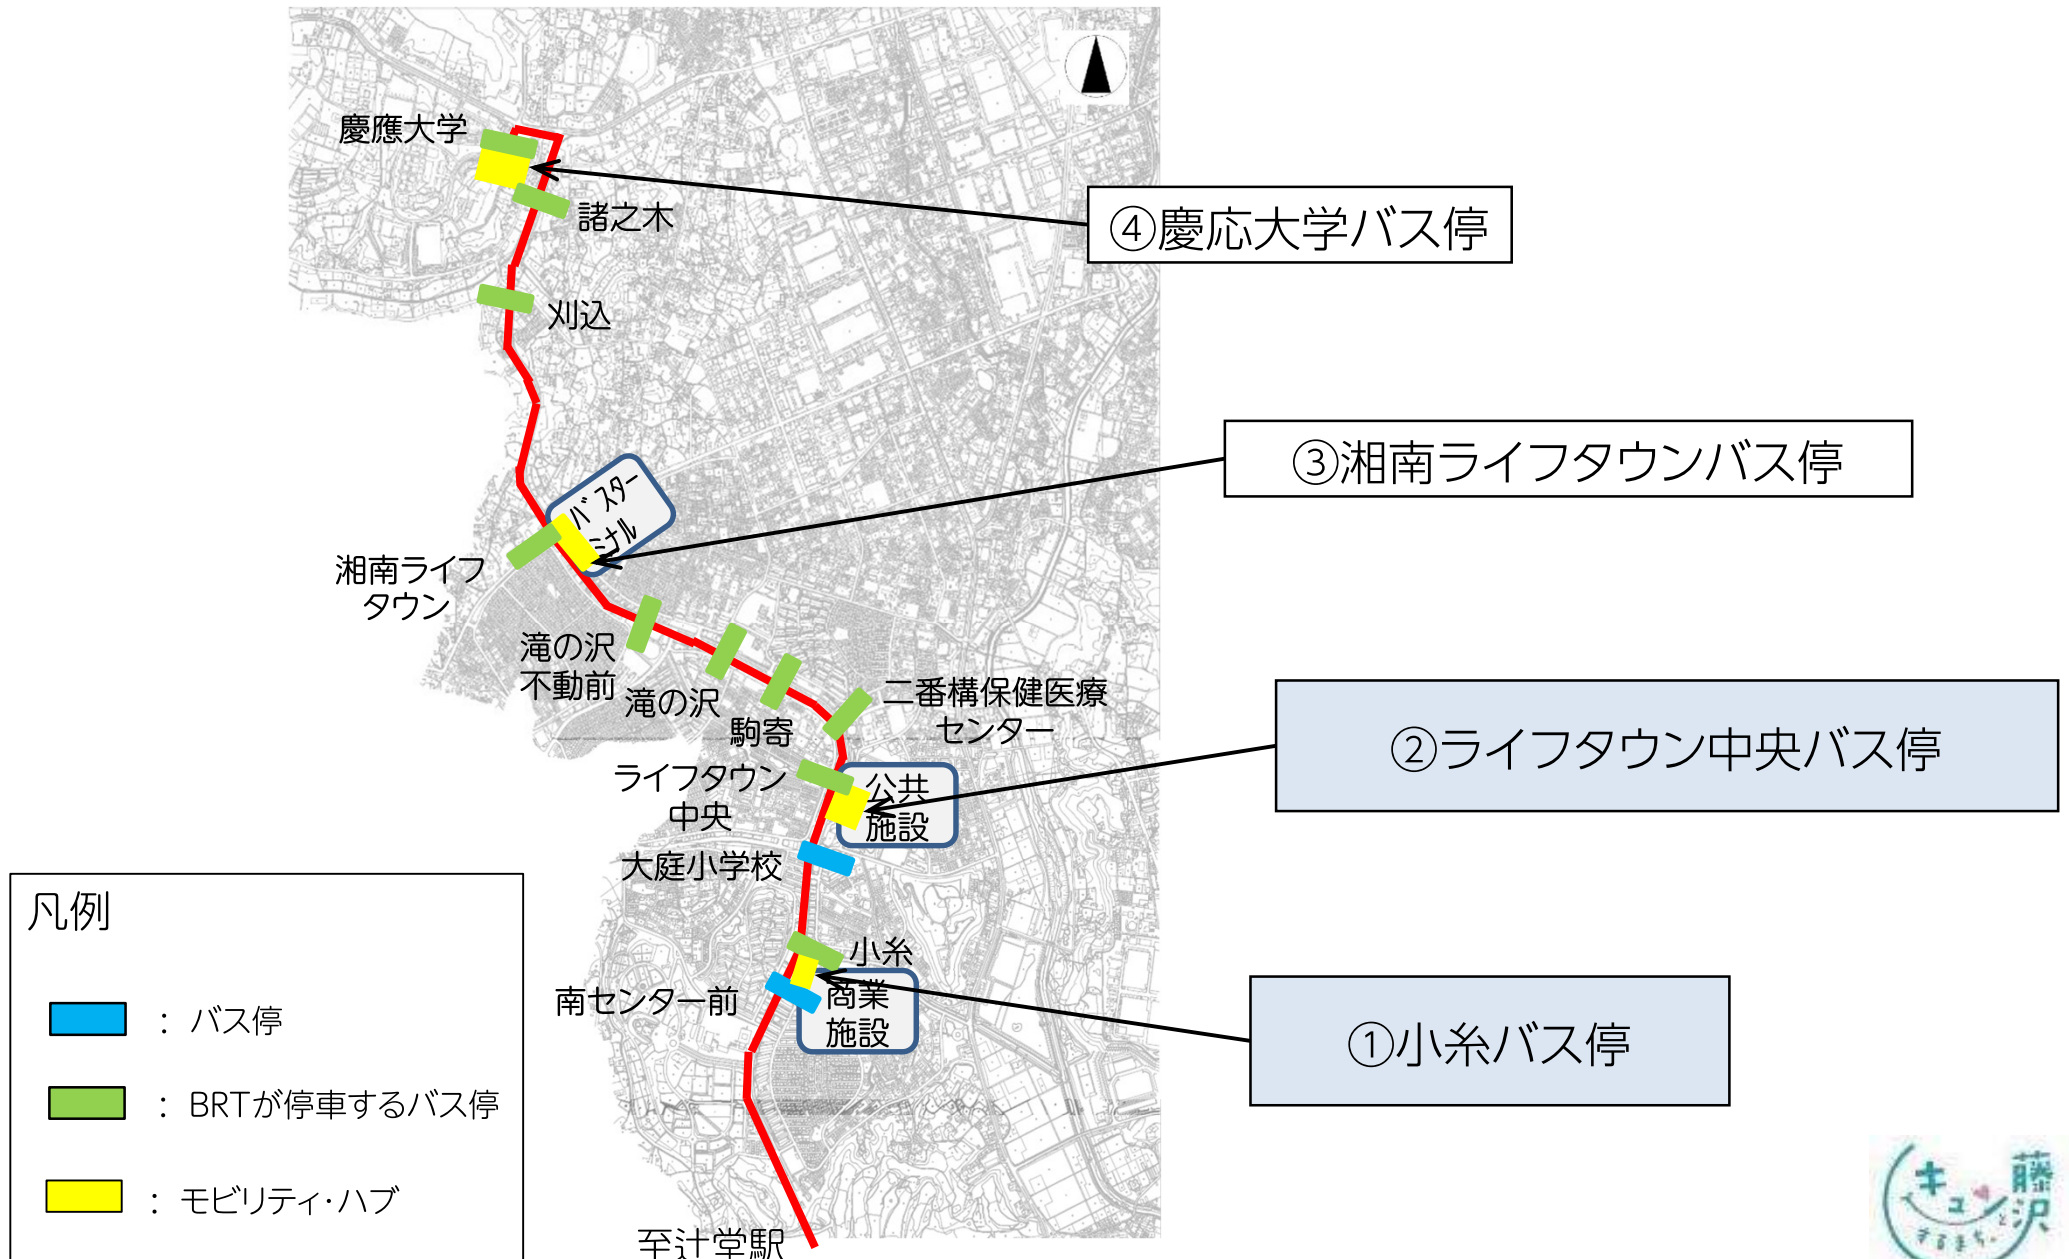 慶應大学
諸之木
④慶応大学バス停
刈込
③湘南ライフタウンバス停
バスター
ミナル
湘南ライフ
タウン
滝の沢
不動前
滝の沢
駒寄
二番構保健医療
センター
②ライフタウン中央バス停
ライフタウン
中央
公共
施設
大庭小学校
小糸
南センター前
商業
施設
①小糸バス停
至辻堂駅
凡例
： バス停
： BRTが停車するバス停
： モビリティ・ハブ
キュンと
するまち。
藤沢